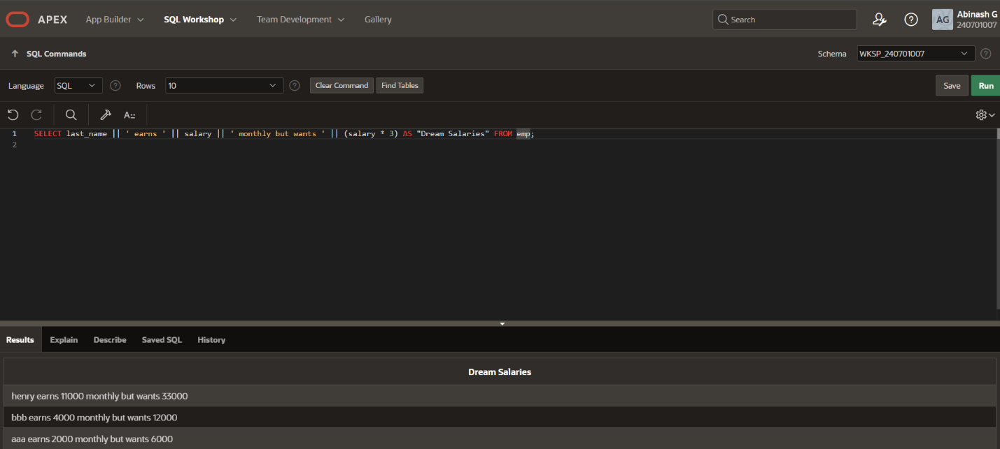 APEX App Builder SQL Workshop Team Development Gallery Search ? AG Abinash G
240701007
SQL Commands Schema WKSP_240701007 ?
Language SQL ? Rows 10 ? Clear Command Find Tables Save Run
A::
1 SELECT last_name || ' earns ' || salary || ' monthly but wants ' || (salary * 3) AS "Dream Salaries" FROM emp;
2
Results Explain Describe Saved SQL History
Dream Salaries
henry earns 11000 monthly but wants 33000
bbb earns 4000 monthly but wants 12000
aaa earns 2000 monthly but wants 6000